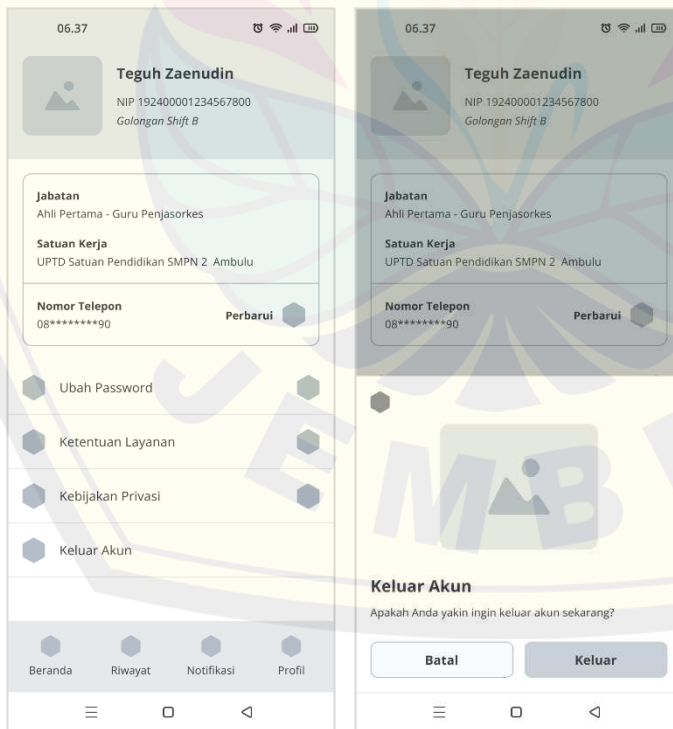 06.37
Teguh Zaenudin
NIP 192400001234567800
Golongan Shift B
Jabatan
Ahli Pertama - Guru Penjasorkes
Satuan Kerja
UPTD Satuan Pendidikan SMPN 2 Ambulu
Nomor Telepon
08********90
Perbarui
Ubah Password
Ketentuan Layanan
Kebijakan Privasi
Keluar Akun
Beranda
Riwayat
Notifikasi
Profil
06.37
Teguh Zaenudin
NIP 192400001234567800
Golongan Shift B
Jabatan
Ahli Pertama - Guru Penjasorkes
Satuan Kerja
UPTD Satuan Pendidikan SMPN 2 Ambulu
Nomor Telepon
08********90
Perbarui
Keluar Akun
Apakah Anda yakin ingin keluar akun sekarang?
Batal
Keluar
JEMB